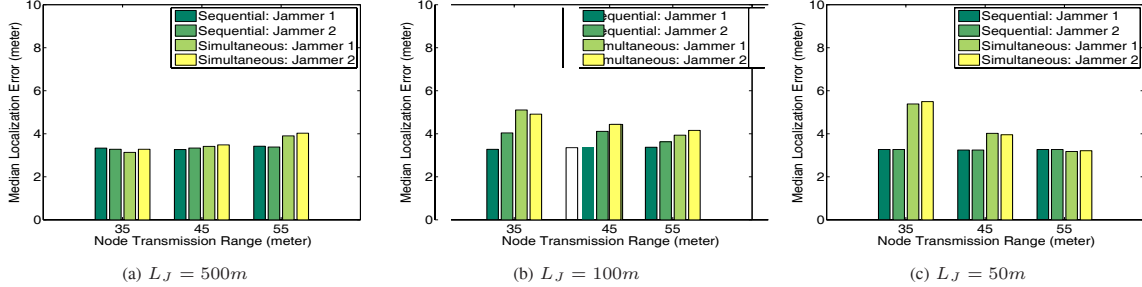 10
8
6
4
2
0
Median Localization Error (meter)
35
45
55
Node Transmission Range (meter)
Sequential: Jammer 1
Sequential: Jammer 2
Simultaneous: Jammer 1
Simultaneous: Jammer 2
(a) L_J = 500m
10
8
6
4
2
0
Median Localization Error (meter)
35
45
55
Node Transmission Range (meter)
equential: Jammer 1
equential: Jammer 2
imultaneous: Jammer 1
imultaneous: Jammer 2
(b) L_J = 100m
10
8
6
4
2
0
Median Localization Error (meter)
35
45
55
Node Transmission Range (meter)
Sequential: Jammer 1
Sequential: Jammer 2
Simultaneous: Jammer 1
Simultaneous: Jammer 2
(c) L_J = 50m